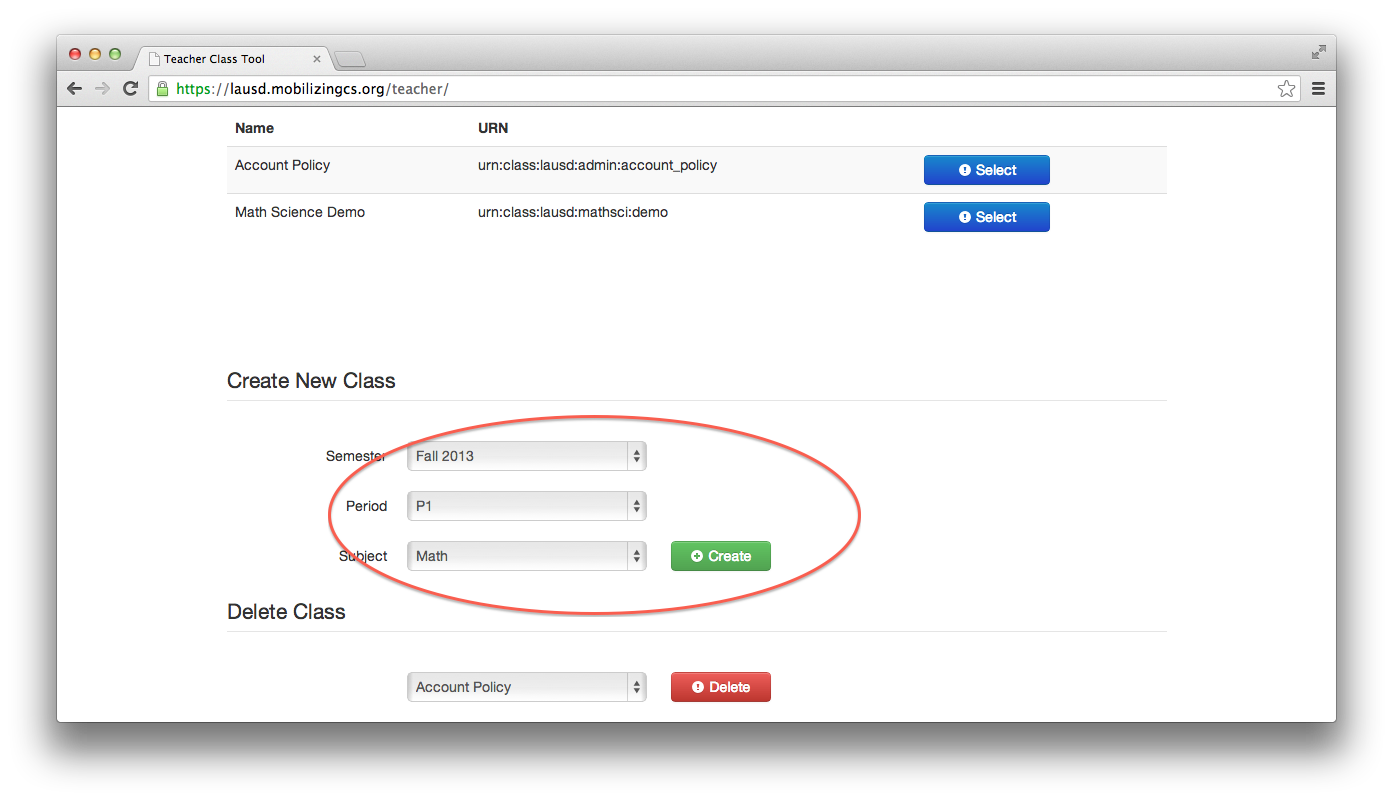 Teacher Class Tool
https://lausd.mobilizingcs.org/teacher/
Name URN
Account Policy urn:class:lausd:admin:account_policy Select
Math Science Demo urn:class:lausd:mathsci:demo Select
Create New Class
Semester Fall 2013
Period P1
Subject Math Create
Delete Class
Account Policy Delete